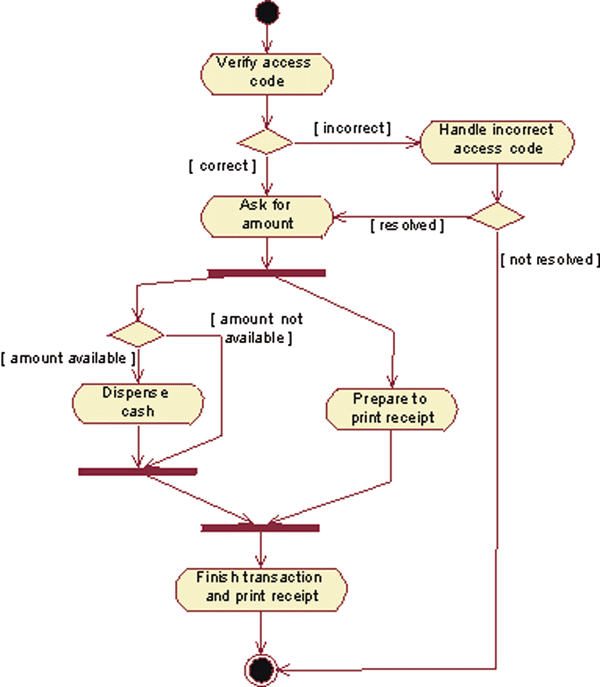 Verify access
code
[ incorrect ]
Handle incorrect
access code
[ correct ]
Ask for
amount
[ resolved ]
[ not resolved ]
[ amount not
available ]
[ amount available ]
Dispense
cash
Prepare to
print receipt
Finish transaction
and print receipt